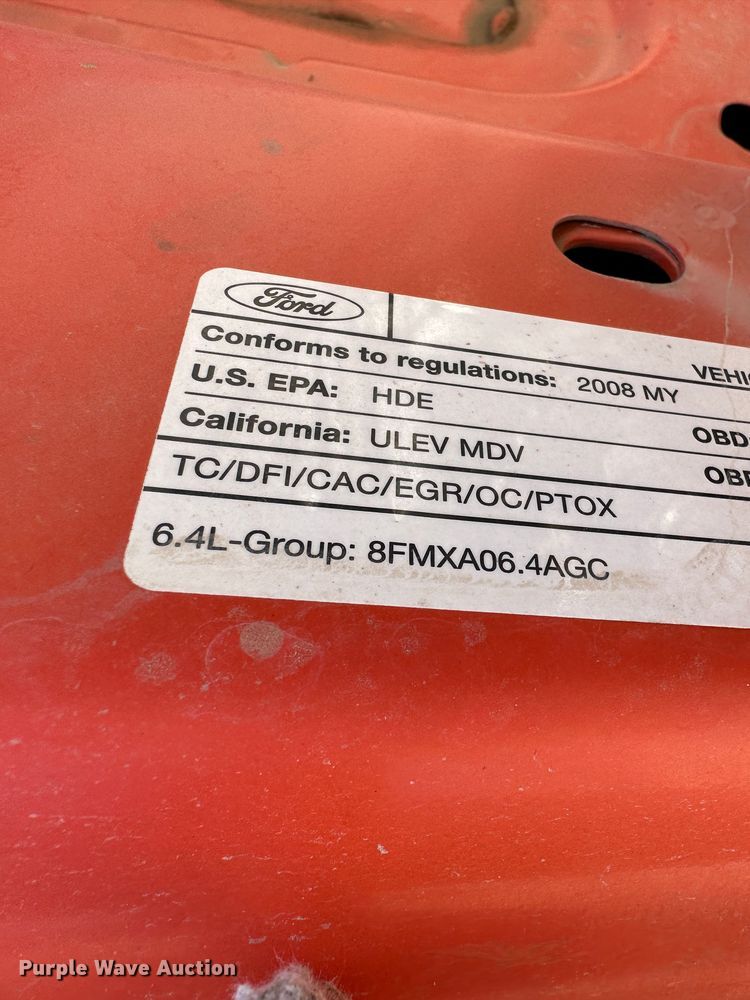 Ford
Conforms to regulations: 2008 MY
U.S. EPA: HDE
California: ULEV MDV
TC/DFI/CAC/EGR/OC/PTOX
6.4L-Group: 8FMXA06.4AGC
Purple Wave Auction